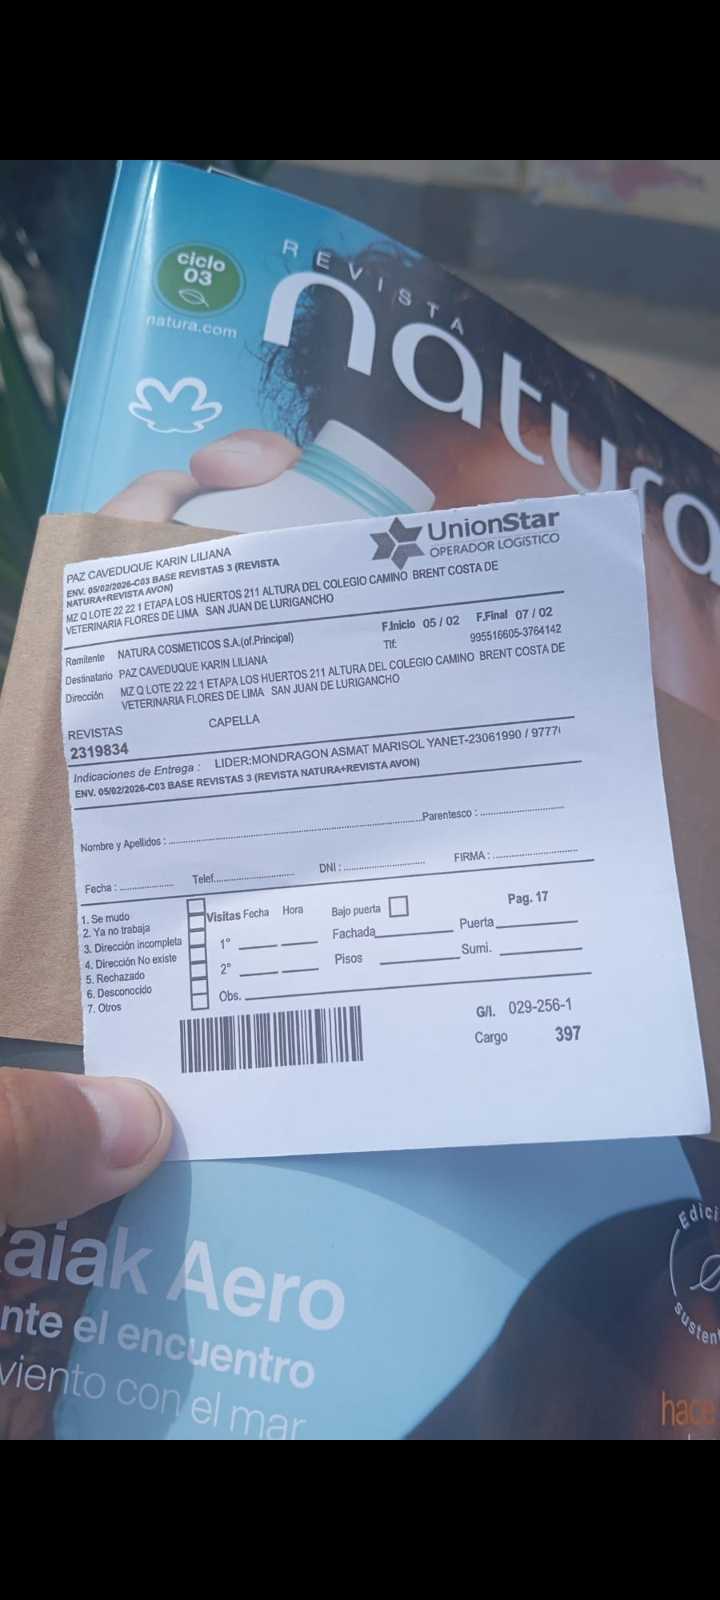 ciclo
03
natura.com
REVISTA
natura
UnionStar
OPERADOR LOGÍSTICO
PAZ CAVEDUQUE KARIN LILIANA
ENV. 05/02/2026-C03 BASE REVISTAS 3 (REVISTA
NATURA+REVISTA AVON)
MZ Q LOTE 22 22 1 ETAPA LOS HUERTOS 211 ALTURA DEL COLEGIO CAMINO BRENT COSTA DE
VETERINARIA FLORES DE LIMA SAN JUAN DE LURIGANCHO
Remitente NATURA COSMETICOS S.A.(of.Principal)
F.Inicio 05 / 02 F.Final 07 / 02
Destinatario PAZ CAVEDUQUE KARIN LILIANA
Tlf: 995516605-3764142
Dirección MZ Q LOTE 22 22 1 ETAPA LOS HUERTOS 211 ALTURA DEL COLEGIO CAMINO BRENT COSTA DE
VETERINARIA FLORES DE LIMA SAN JUAN DE LURIGANCHO
REVISTAS CAPELLA
2319834
Indicaciones de Entrega : LIDER:MONDRAGON ASMAT MARISOL YANET-23061990 / 9777
ENV. 05/02/2026-C03 BASE REVISTAS 3 (REVISTA NATURA+REVISTA AVON)
Nombre y Apellidos : Parentesco :
Fecha : Telef. DNI : FIRMA :
1. Se mudo
2. Ya no trabaja
3. Dirección incompleta
4. Dirección No existe
5. Rechazado
6. Desconocido
7. Otros
Visitas Fecha Hora Bajo puerta Pag. 17
1° Fachada Puerta
2° Pisos Sumi.
Obs.
G/I. 029-256-1
Cargo 397
aiak Aero
nte el encuentro
viento con el mar
Edici
susten
hace